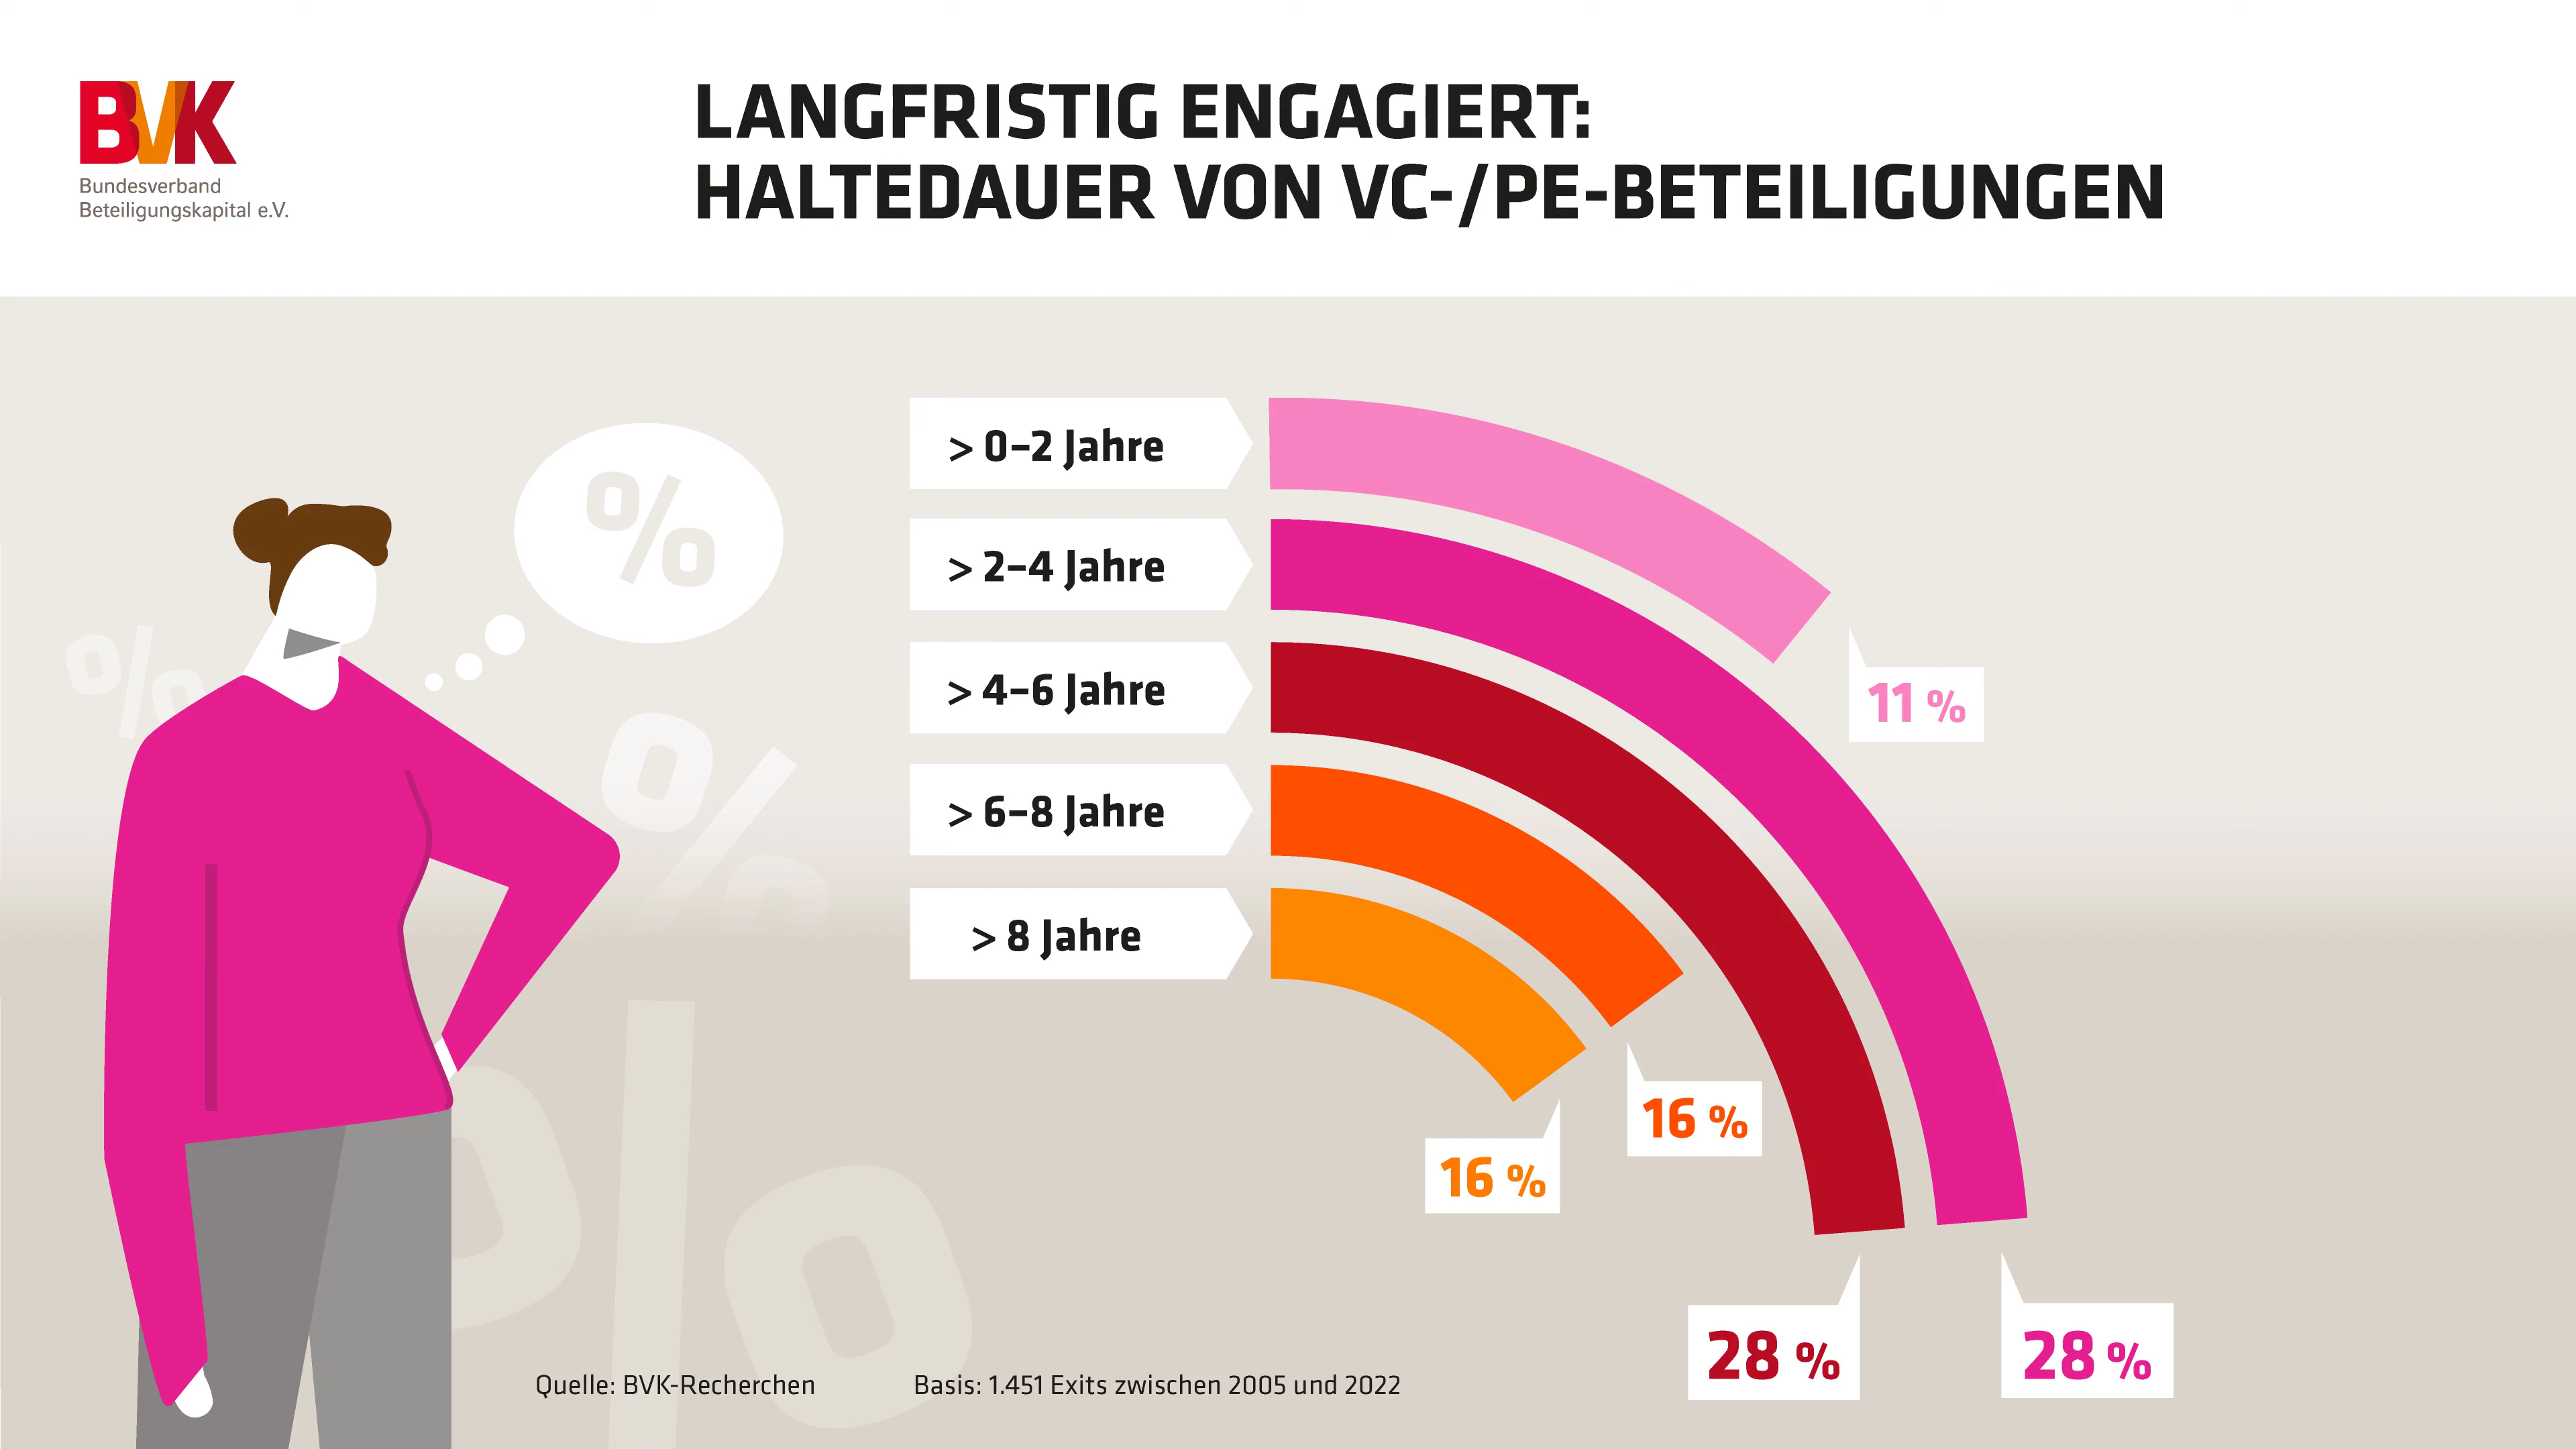 BVK
Bundesverband
Beteiligungskapital e.V.
LANGFRISTIG ENGAGIERT:
HALTEDAUER VON VC-/PE-BETEILIGUNGEN
%
%
%
%
> 0–2 Jahre
11 %
> 2–4 Jahre
28 %
> 4–6 Jahre
28 %
> 6–8 Jahre
16 %
> 8 Jahre
16 %
Quelle: BVK-Recherchen
Basis: 1.451 Exits zwischen 2005 und 2022